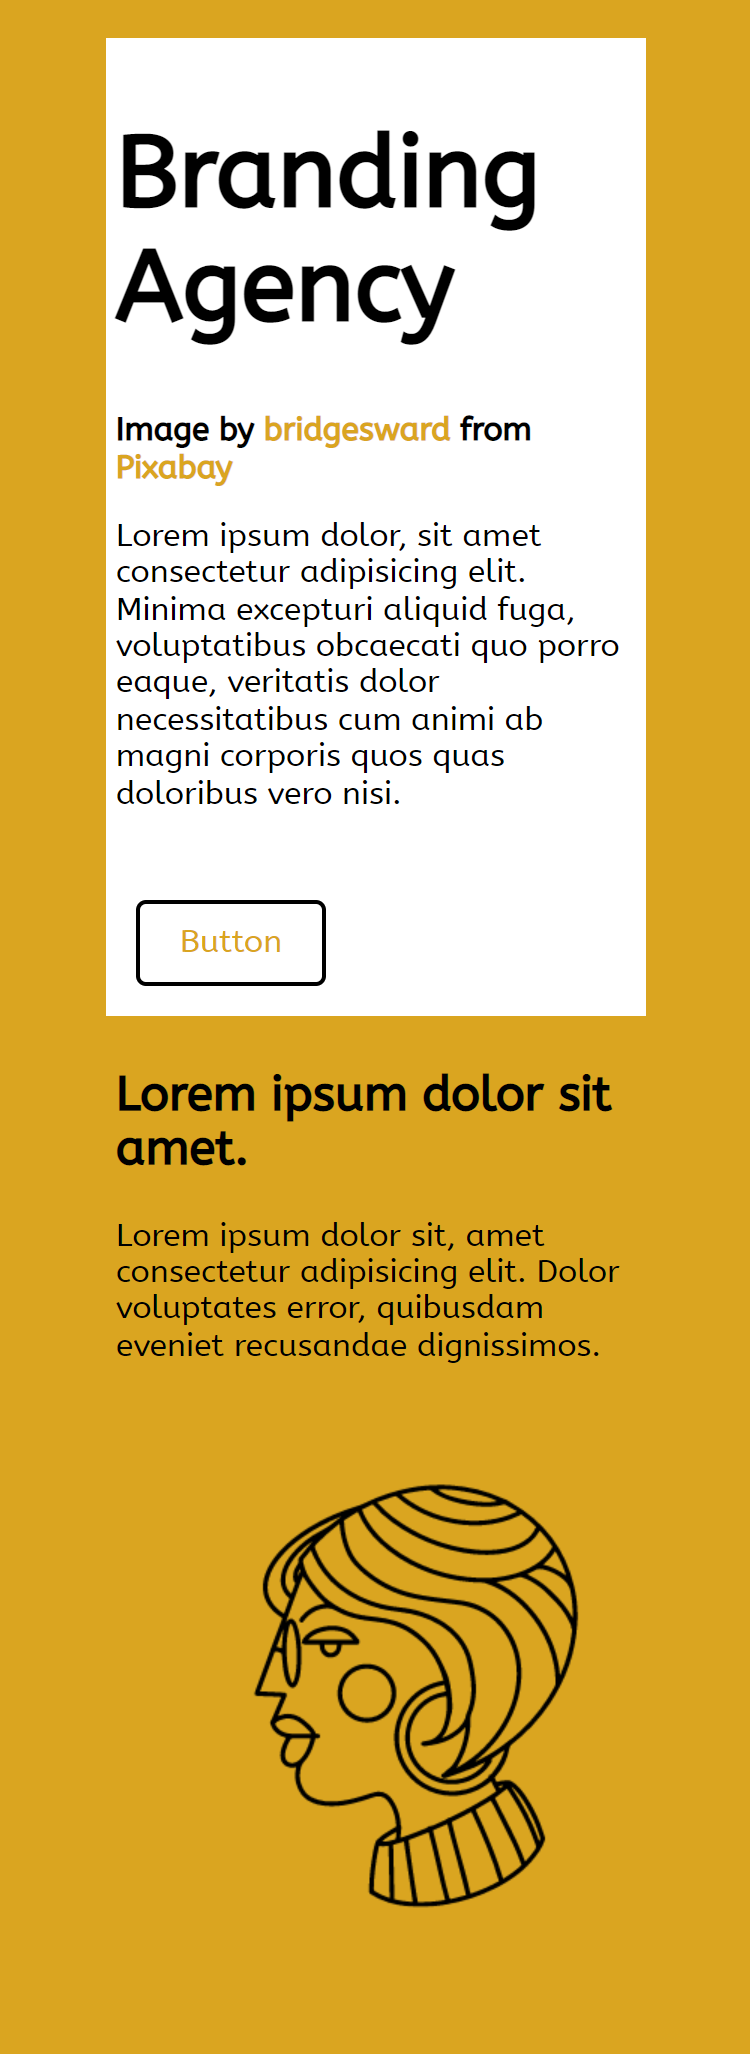 Branding
Agency
Image by bridgesward from
Pixabay
Lorem ipsum dolor, sit amet
consectetur adipisicing elit.
Minima excepturi aliquid fuga,
voluptatibus obcaecati quo porro
eaque, veritatis dolor
necessitatibus cum animi ab
magni corporis quos quas
doloribus vero nisi.
Button
Lorem ipsum dolor sit
amet.
Lorem ipsum dolor sit, amet
consectetur adipisicing elit. Dolor
voluptates error, quibusdam
eveniet recusandae dignissimos.